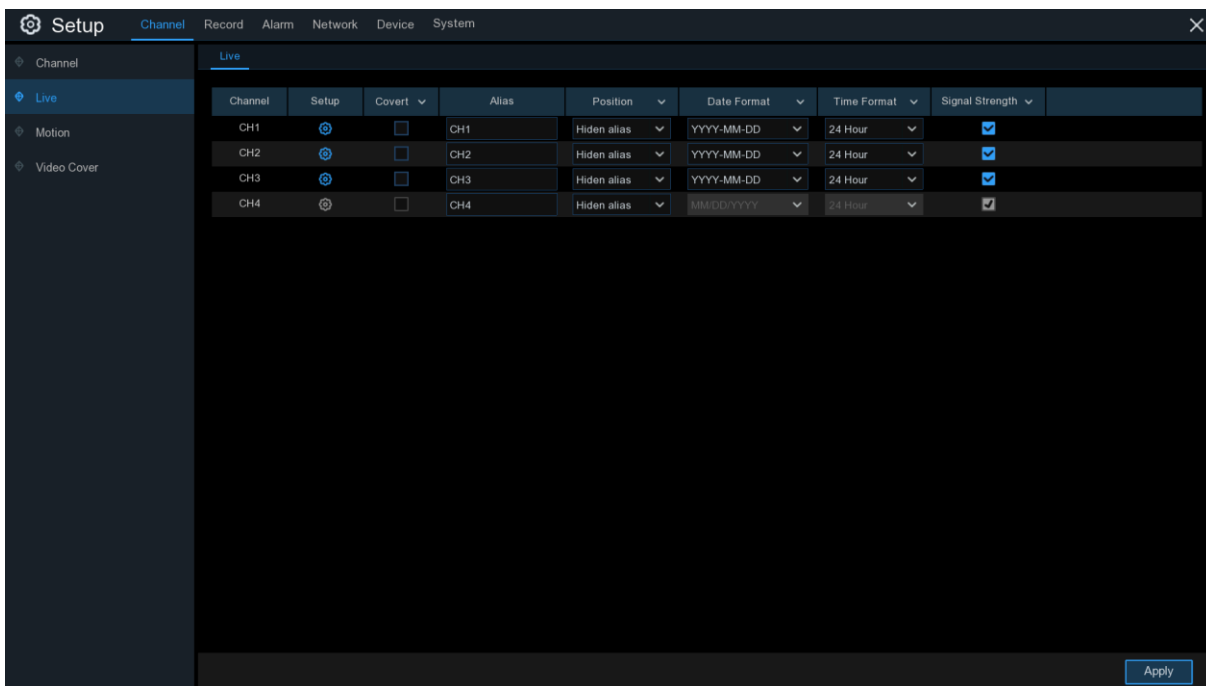 Setup Channel Record Alarm Network Device System
Channel
Live
Motion
Video Cover
Live
Channel Setup Covert Alias Position Date Format Time Format Signal Strength
CH1 CH1 Hiden alias YYYY-MM-DD 24 Hour
CH2 CH2 Hiden alias YYYY-MM-DD 24 Hour
CH3 CH3 Hiden alias YYYY-MM-DD 24 Hour
CH4 CH4 Hiden alias MM/DD/YYYY 24 Hour
Apply